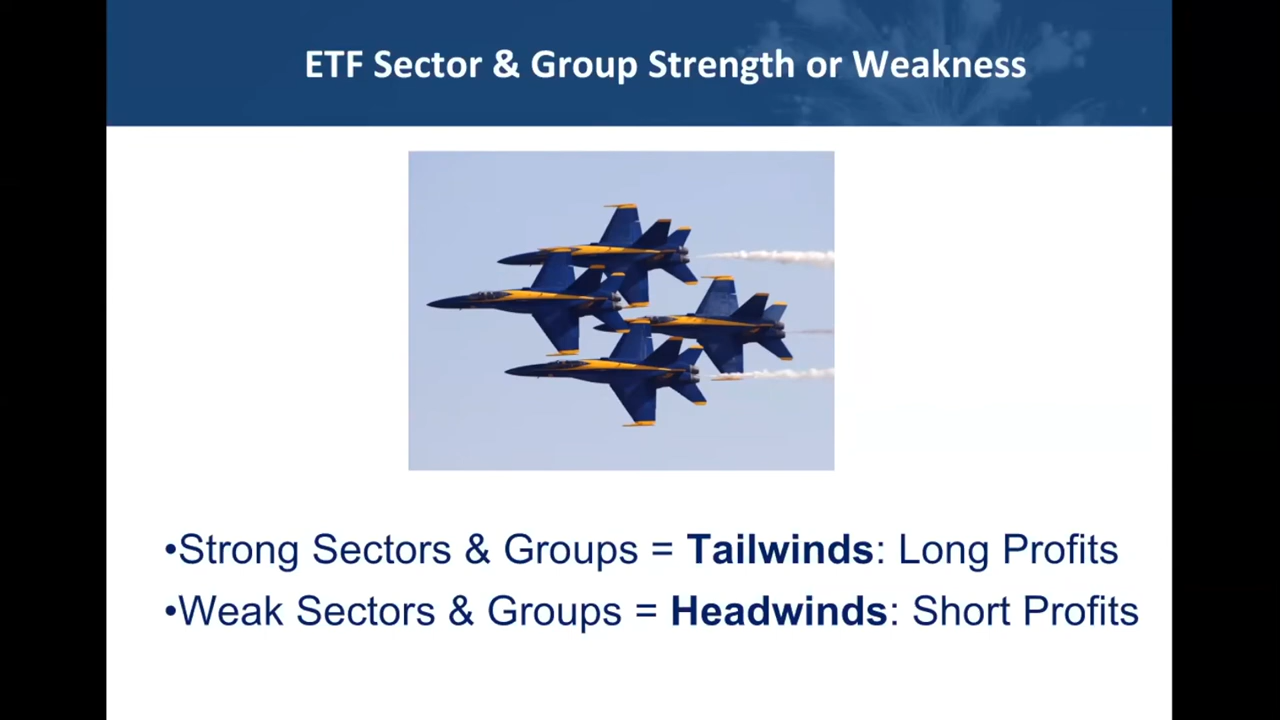 ETF Sector & Group Strength or Weakness
•Strong Sectors & Groups = Tailwinds: Long Profits
•Weak Sectors & Groups = Headwinds: Short Profits